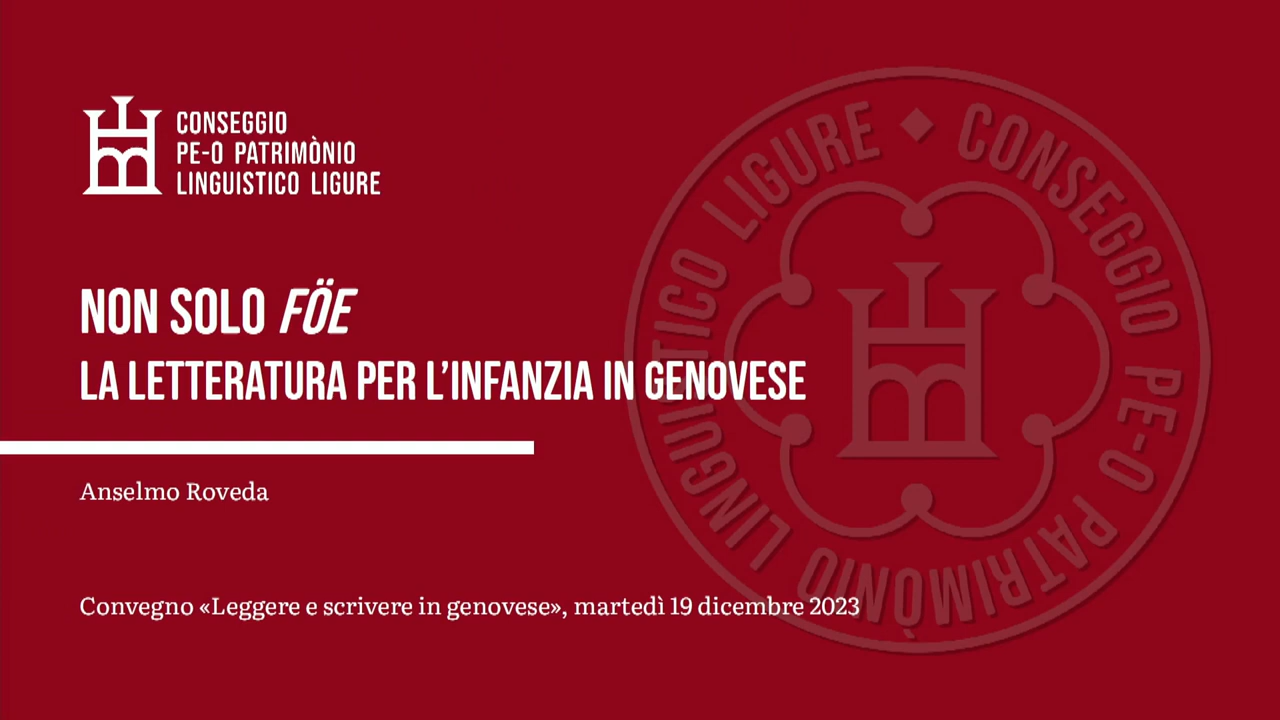 CONSEGGIO
PE-O PATRIMÒNIO
LINGUISTICO LIGURE
NON SOLO FÖE
LA LETTERATURA PER L'INFANZIA IN GENOVESE
Anselmo Roveda
Convegno «Leggere e scrivere in genovese», martedì 19 dicembre 2023
CONSEGGIO PE-O PATRIMÒNIO LINGUISTICO LIGURE